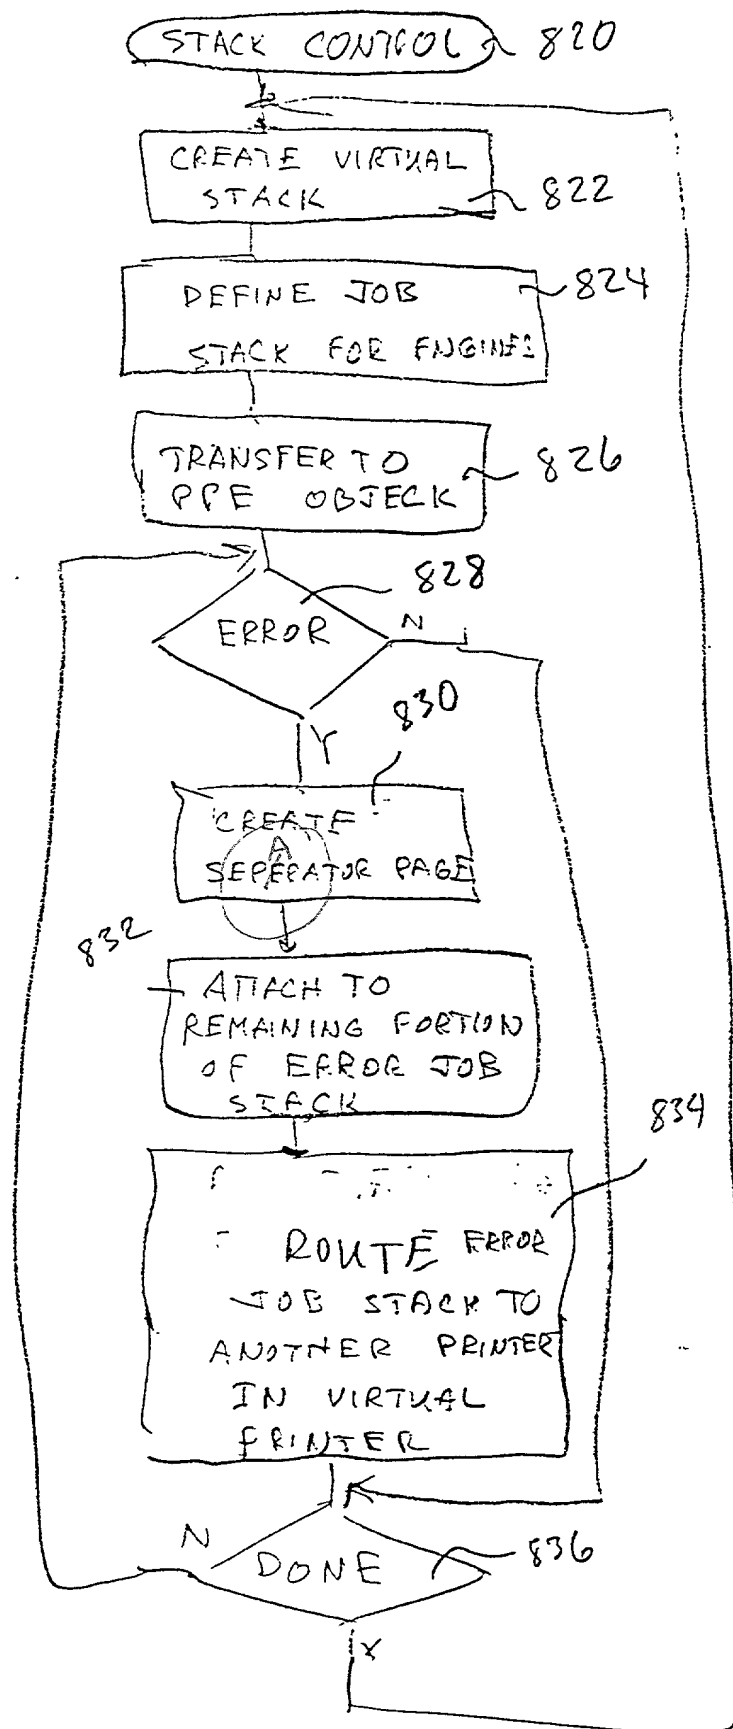 STACK CONTROL 820
CREATE VIRTUAL
STACK 822
DEFINE JOB 824
STACK FOR ENGINES
TRANSFER TO 826
PPE OBJECK
828
ERROR N
Y 830
CREATE
A
SEPERATOR PAGE
832
ATTACH TO
REMAINING PORTION
OF ERROR JOB
STACK
834
ROUTE ERROR
JOB STACK TO
ANOTHER PRINTER
IN VIRTUAL
PRINTER
N
DONE 836
Y